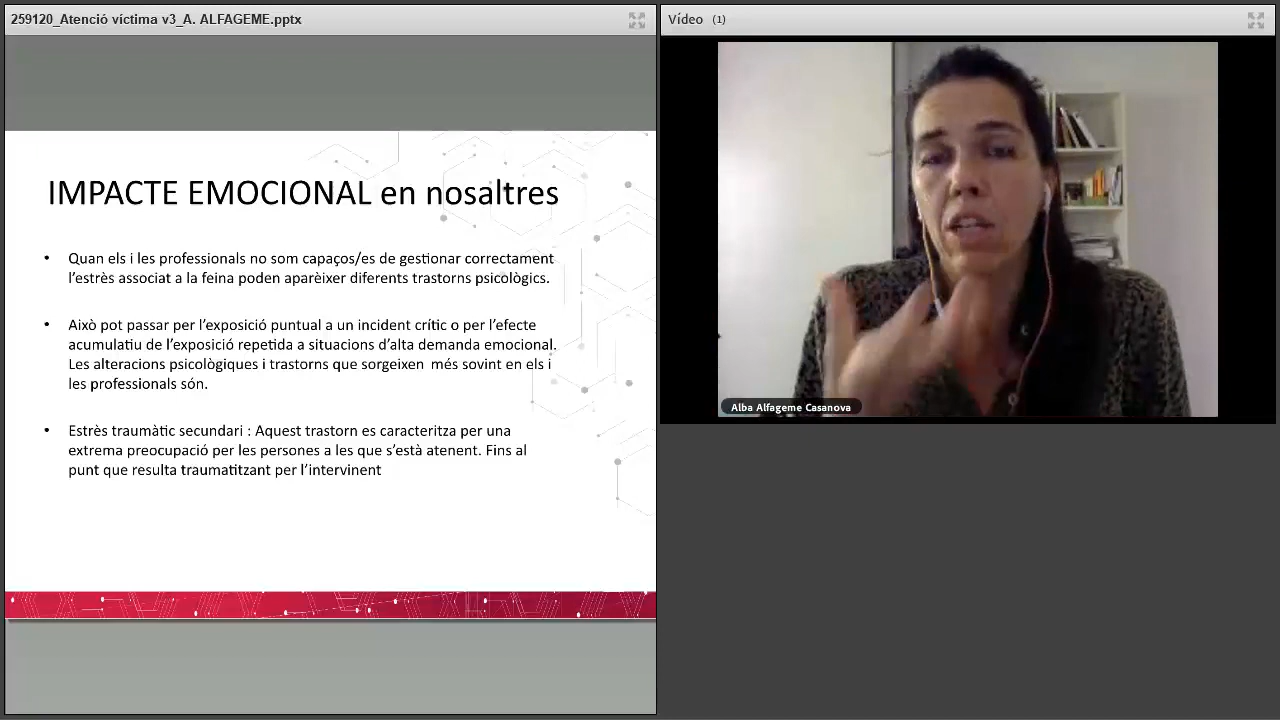 259120_Atenció víctima v3_A. ALFAGEME.pptx
IMPACTE EMOCIONAL en nosaltres
• Quan els i les professionals no som capaços/es de gestionar correctament
l'estrès associat a la feina poden aparèixer diferents trastorns psicològics.
• Això pot passar per l'exposició puntual a un incident crític o per l'efecte
acumulatiu de l'exposició repetida a situacions d'alta demanda emocional.
Les alteracions psicològiques i trastorns que sorgeixen més sovint en els i
les professionals són.
• Estrès traumàtic secundari : Aquest trastorn es caracteritza per una
extrema preocupació per les persones a les que s'està atenent. Fins al
punt que resulta traumatitzant per l'intervinent
Vídeo (1)
Alba Alfageme Casanova